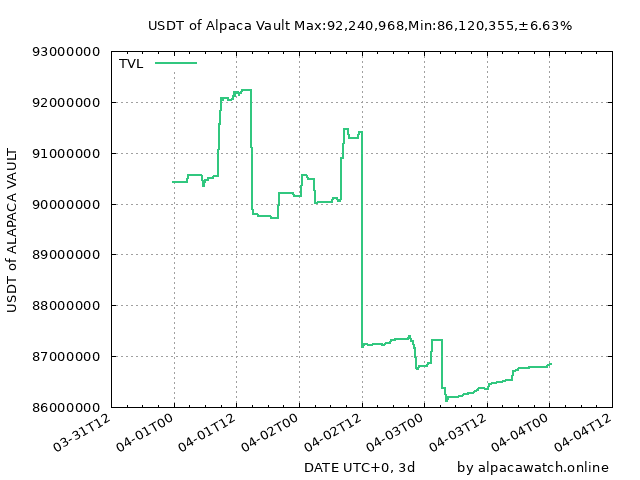 USDT of Alpaca Vault Max:92,240,968,Min:86,120,355,±6.63%
TVL
93000000
92000000
91000000
90000000
89000000
88000000
87000000
86000000
USDT of ALAPACA VAULT
03-31T12
04-01T00
04-01T12
04-02T00
04-02T12
04-03T00
04-03T12
04-04T00
04-04T12
DATE UTC+0, 3d
by alpacawatch.online